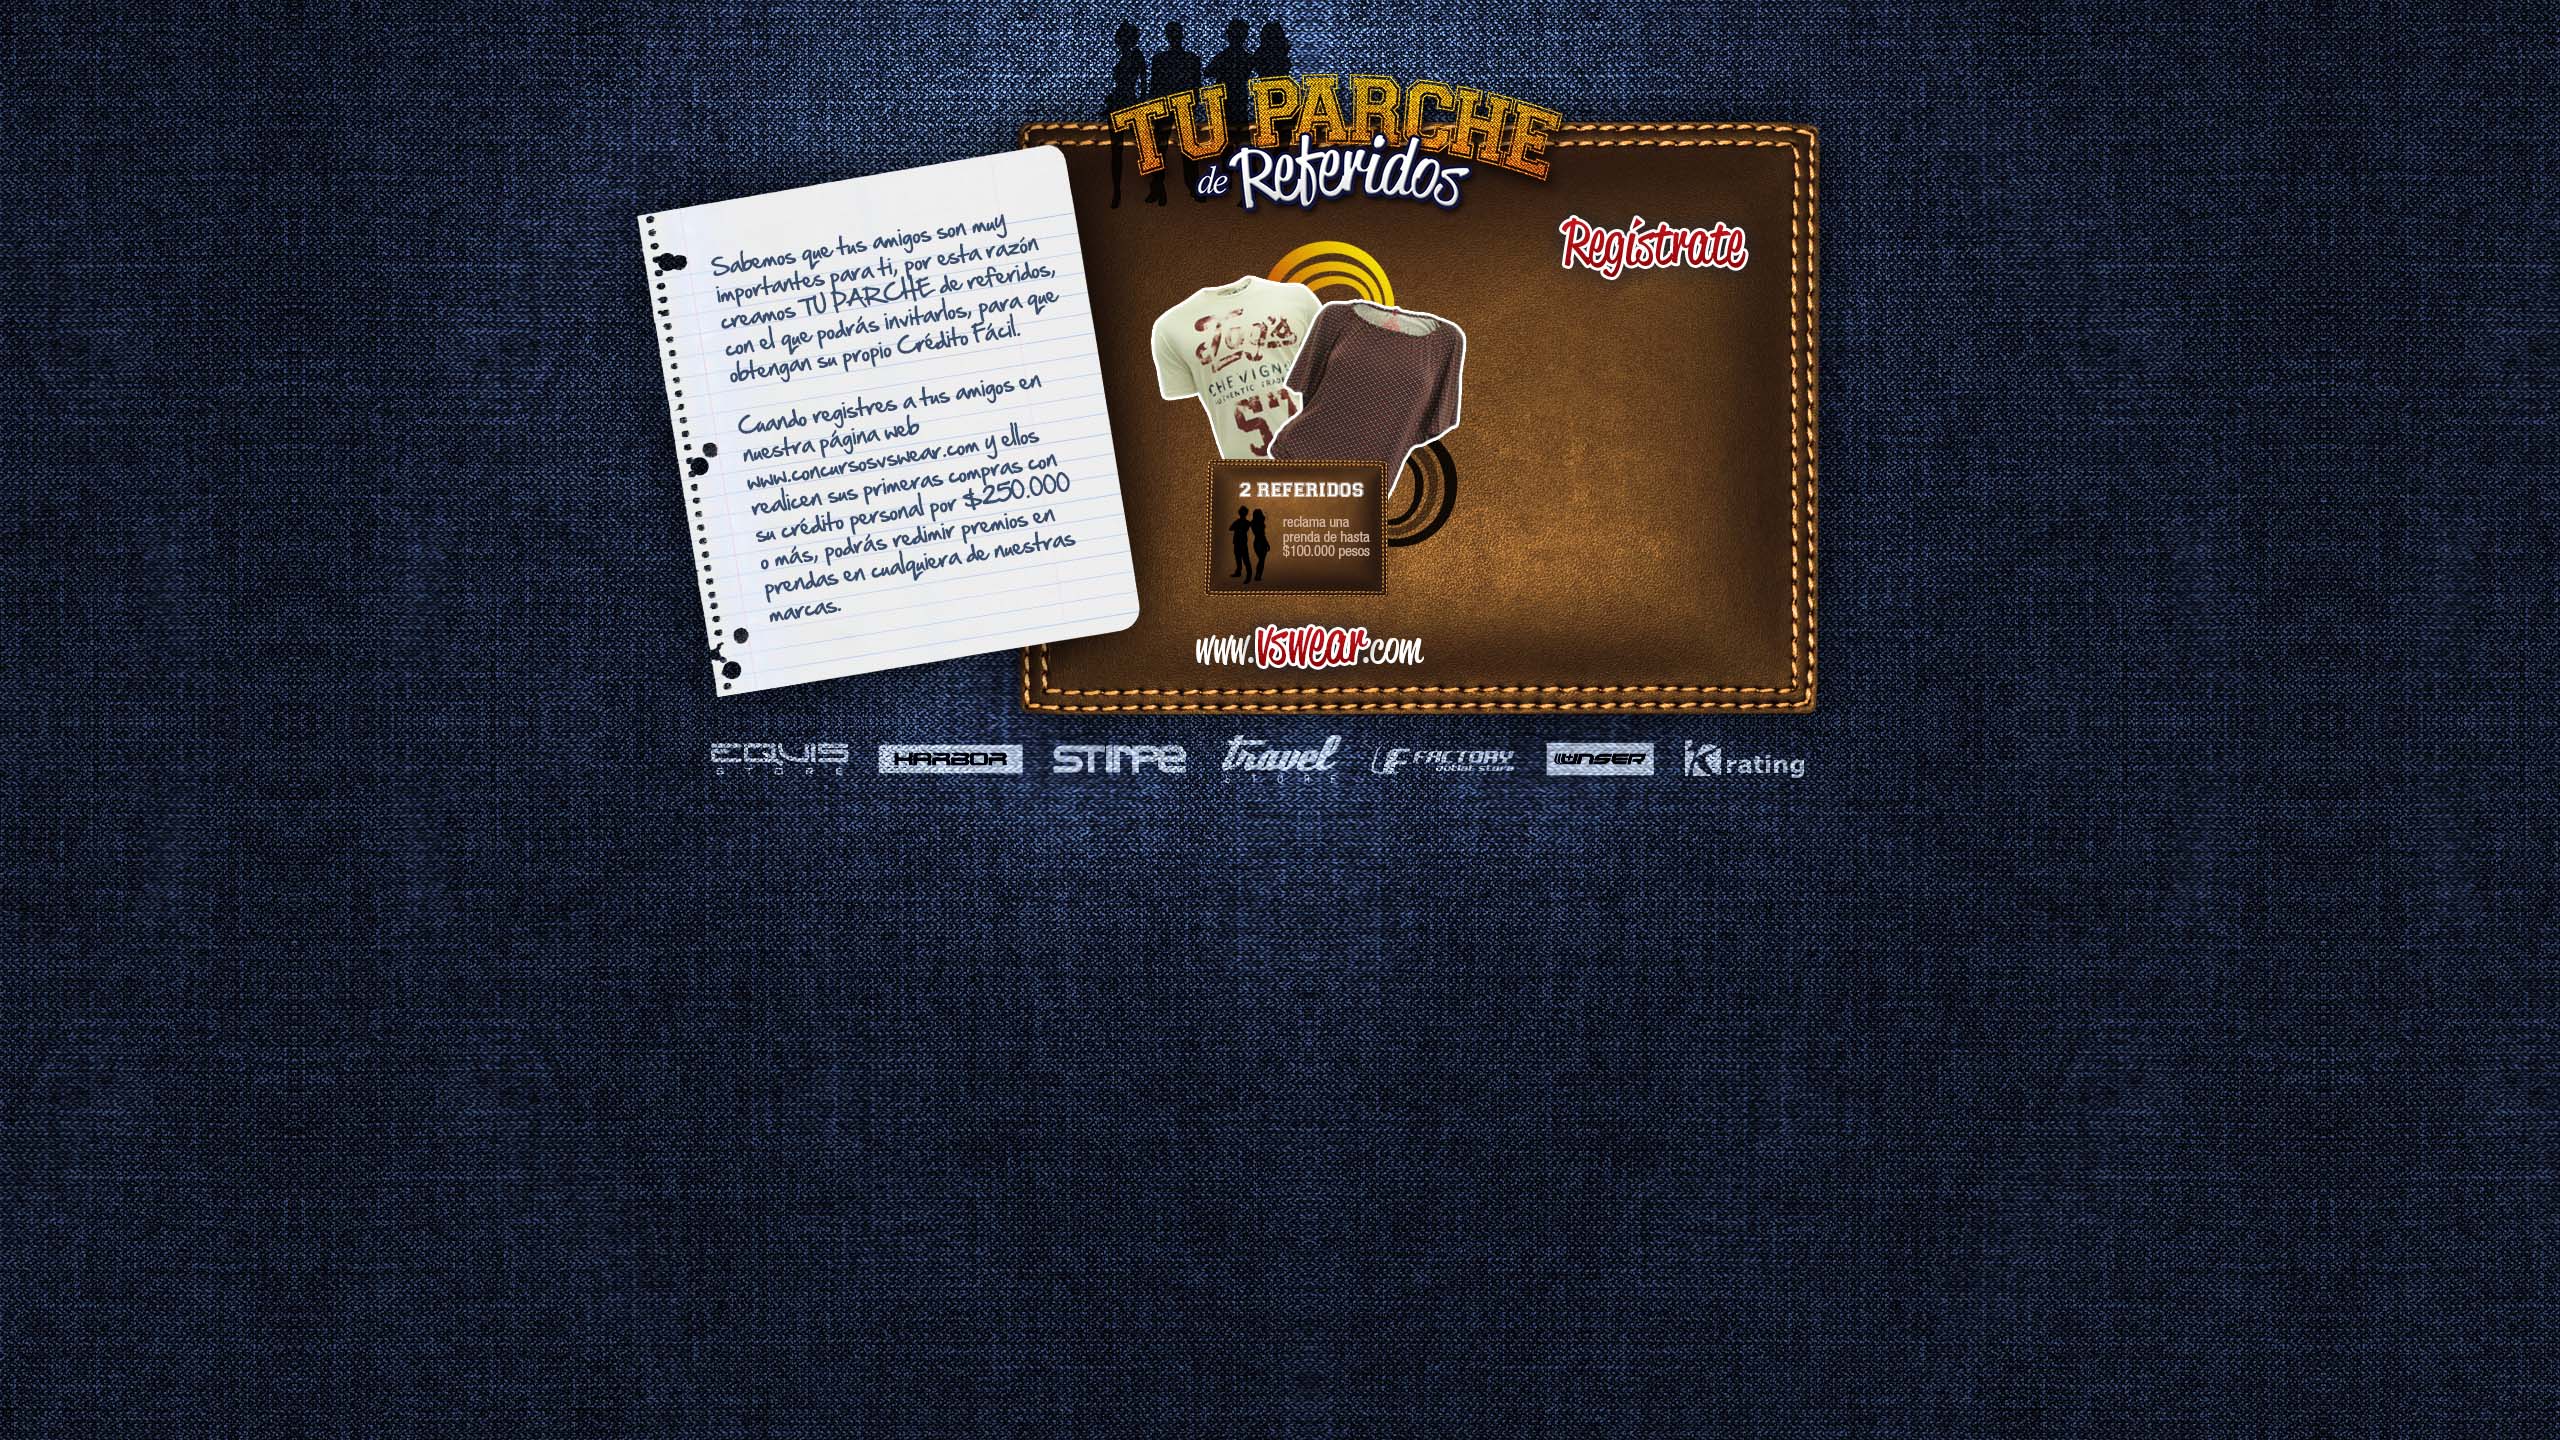 TU PARCHE
de Referidos
Sabemos que tus amigos son muy
importantes para ti, por esta razón
creamos TU PARCHE de referidos,
con el que podrás invitarlos, para que
obtengan su propio Crédito Fácil.
Cuando registres a tus amigos en
nuestra página web
www.concursosvswear.com y ellos
realicen sus primeras compras con
su crédito personal por $250.000
o más, podrás redimir premios en
prendas en cualquiera de nuestras
marcas.
Regístrate
CHEVIGN
57
2 REFERIDOS
reclama una
prenda de hasta
$100.000 pesos
www.vswear.com
EQUIS
STORE
HARBOR
travel
STORE
FACTORY
outlet store
UNSER
K rating